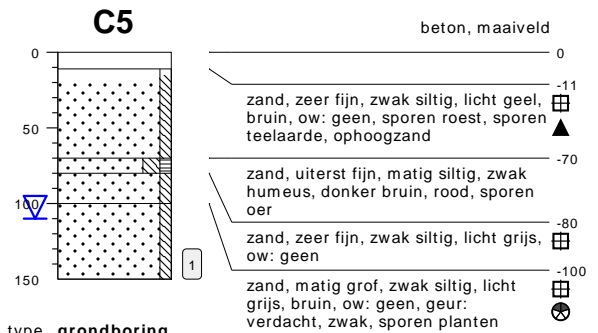 C5
beton, maaiveld
0
0
-11
zand, zeer fijn, zwak siltig, licht geel,
bruin, ow: geen, sporen roest, sporen
teelaarde, ophoogzand
50
-70
zand, uiterst fijn, matig siltig, zwak
humeus, donker bruin, rood, sporen
oer
-80
100
zand, zeer fijn, zwak siltig, licht grijs,
ow: geen
-100
1
150
zand, matig grof, zwak siltig, licht
grijs, bruin, ow: geen, geur:
verdacht, zwak, sporen planten
type grondboring